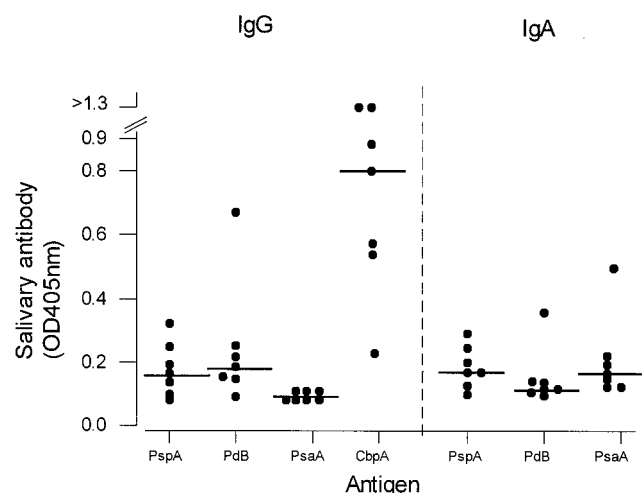 IgG IgA
>1.3
0.9
0.8
0.6
0.4
0.2
0.0
Salivary antibody
(OD405nm)
PspA PdB PsaA CbpA PspA PdB PsaA
Antigen